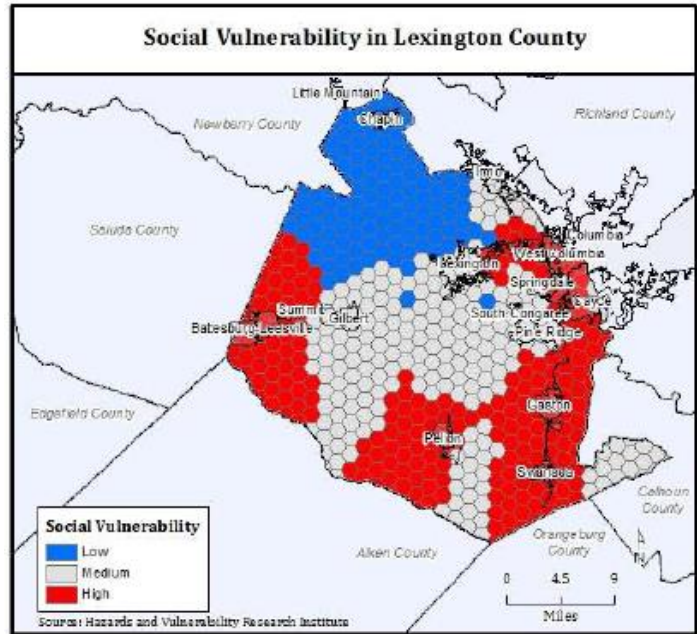 Social Vulnerability in Lexington County
Little Mountain
Newberry County
Richland County
Chapin
Irmo
Saluda County
Columbia
West Columbia
Lexington
Springdale
Cayce
Summit
Gilbert
South Congaree
Batesburg-Leesville
Pine Ridge
Edgefield County
Gaston
Pelion
Swansea
Calhoun
County
Orangeburg
County
Aiken County
N
Social Vulnerability
Low
Medium
High
0 4.5 9
Miles
Source: Hazards and Vulnerability Research Institute